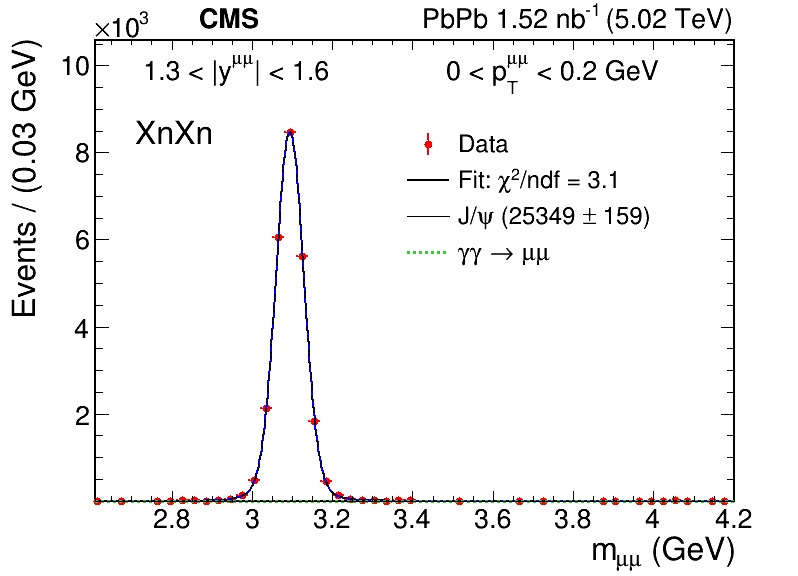 ×10³ CMS PbPb 1.52 nb⁻¹ (5.02 TeV)
1.3 < |y^μμ| < 1.6 0 < p_T^μμ < 0.2 GeV
XnXn
Data
Fit: χ²/ndf = 3.1
J/ψ (25349 ± 159)
γγ → μμ
Events / (0.03 GeV)
10
8
6
4
2
2.8 3 3.2 3.4 3.6 3.8 4 4.2
m_μμ (GeV)